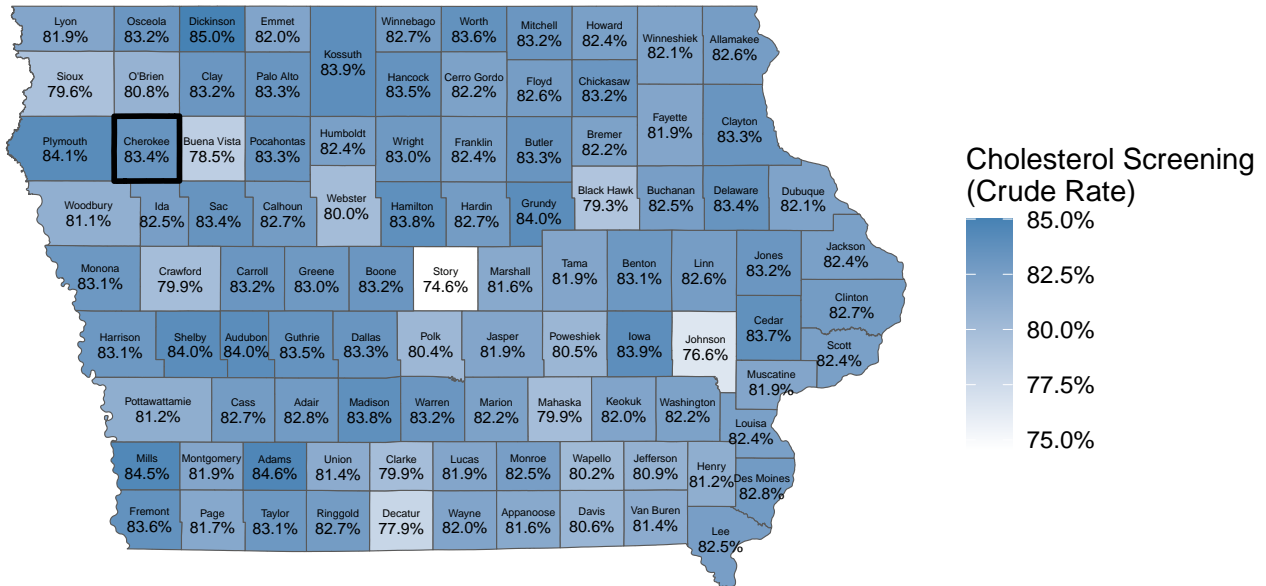 Lyon
81.9%
Osceola
83.2%
Dickinson
85.0%
Emmet
82.0%
Kossuth
83.9%
Winnebago
82.7%
Worth
83.6%
Mitchell
83.2%
Howard
82.4%
Winneshiek
82.1%
Allamakee
82.6%
Sioux
79.6%
O'Brien
80.8%
Clay
83.2%
Palo Alto
83.3%
Hancock
83.5%
Cerro Gordo
82.2%
Floyd
82.6%
Chickasaw
83.2%
Fayette
81.9%
Clayton
83.3%
Plymouth
84.1%
Cherokee
83.4%
Buena Vista
78.5%
Pocahontas
83.3%
Humboldt
82.4%
Wright
83.0%
Franklin
82.4%
Butler
83.3%
Bremer
82.2%
Woodbury
81.1%
Ida
82.5%
Sac
83.4%
Calhoun
82.7%
Webster
80.0%
Hamilton
83.8%
Hardin
82.7%
Grundy
84.0%
Black Hawk
79.3%
Buchanan
82.5%
Delaware
83.4%
Dubuque
82.1%
Monona
83.1%
Crawford
79.9%
Carroll
83.2%
Greene
83.0%
Boone
83.2%
Story
74.6%
Marshall
81.6%
Tama
81.9%
Benton
83.1%
Linn
82.6%
Jones
83.2%
Jackson
82.4%
Clinton
82.7%
Harrison
83.1%
Shelby
84.0%
Audubon
84.0%
Guthrie
83.5%
Dallas
83.3%
Polk
80.4%
Jasper
81.9%
Poweshiek
80.5%
Iowa
83.9%
Johnson
76.6%
Cedar
83.7%
Scott
82.4%
Muscatine
81.9%
Pottawattamie
81.2%
Cass
82.7%
Adair
82.8%
Madison
83.8%
Warren
83.2%
Marion
82.2%
Mahaska
79.9%
Keokuk
82.0%
Washington
82.2%
Louisa
82.4%
Mills
84.5%
Montgomery
81.9%
Adams
84.6%
Union
81.4%
Clarke
79.9%
Lucas
81.9%
Monroe
82.5%
Wapello
80.2%
Jefferson
80.9%
Henry
81.2%
Des Moines
82.8%
Fremont
83.6%
Page
81.7%
Taylor
83.1%
Ringgold
82.7%
Decatur
77.9%
Wayne
82.0%
Appanoose
81.6%
Davis
80.6%
Van Buren
81.4%
Lee
82.5%
Cholesterol Screening
(Crude Rate)
85.0%
82.5%
80.0%
77.5%
75.0%